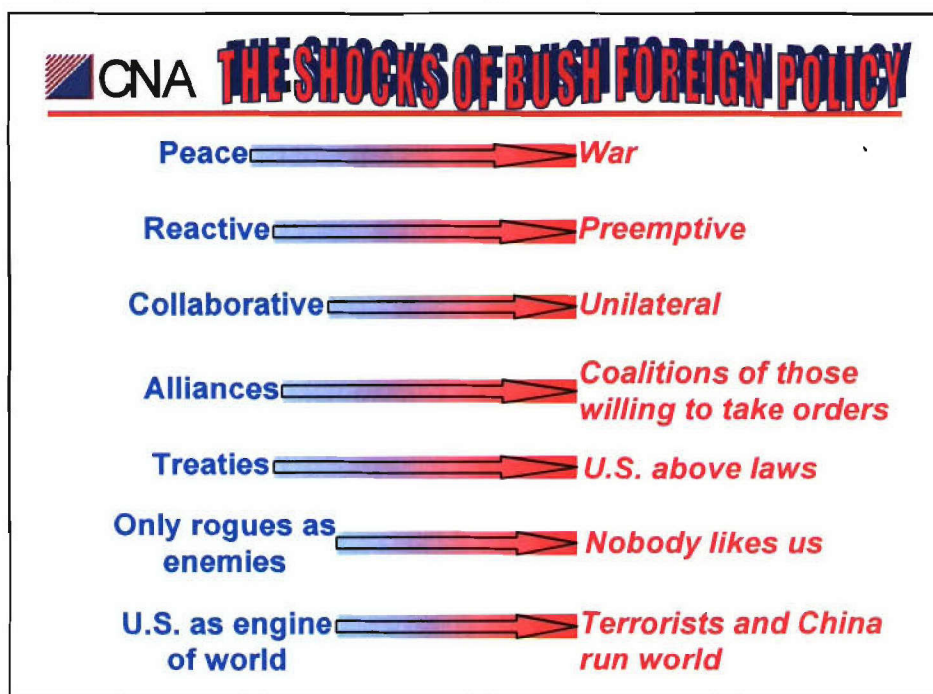 CNA THE SHOCKS OF BUSH FOREIGN POLICY
Peace War
Reactive Preemptive
Collaborative Unilateral
Alliances Coalitions of those
willing to take orders
Treaties U.S. above laws
Only rogues as
enemies Nobody likes us
U.S. as engine
of world Terrorists and China
run world